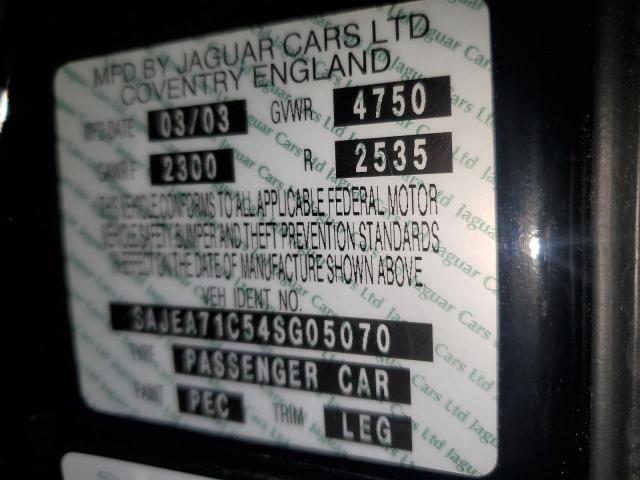 MFD BY JAGUAR CARS LTD
COVENTRY ENGLAND
MFD DATE 03/03 GVWR 4750
GAWR F 2300 R 2535
THIS VEHICLE CONFORMS TO ALL APPLICABLE FEDERAL MOTOR
VEHICLE SAFETY BUMPER AND THEFT PREVENTION STANDARDS
IN EFFECT ON THE DATE OF MANUFACTURE SHOWN ABOVE
VEH IDENT NO.
SAJEA71C54SG05070
TYPE PASSENGER CAR
PAINT PEC TRIM LEG